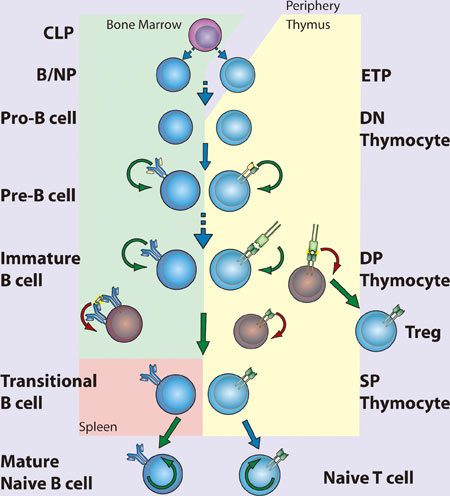 Periphery
CLP
Bone Marrow
Thymus
B/NP
ETP
Pro-B cell
DN
Thymocyte
Pre-B cell
Immature
B cell
DP
Thymocyte
Treg
Transitional
B cell
SP
Thymocyte
Spleen
Mature
Naive B cell
Naive T cell